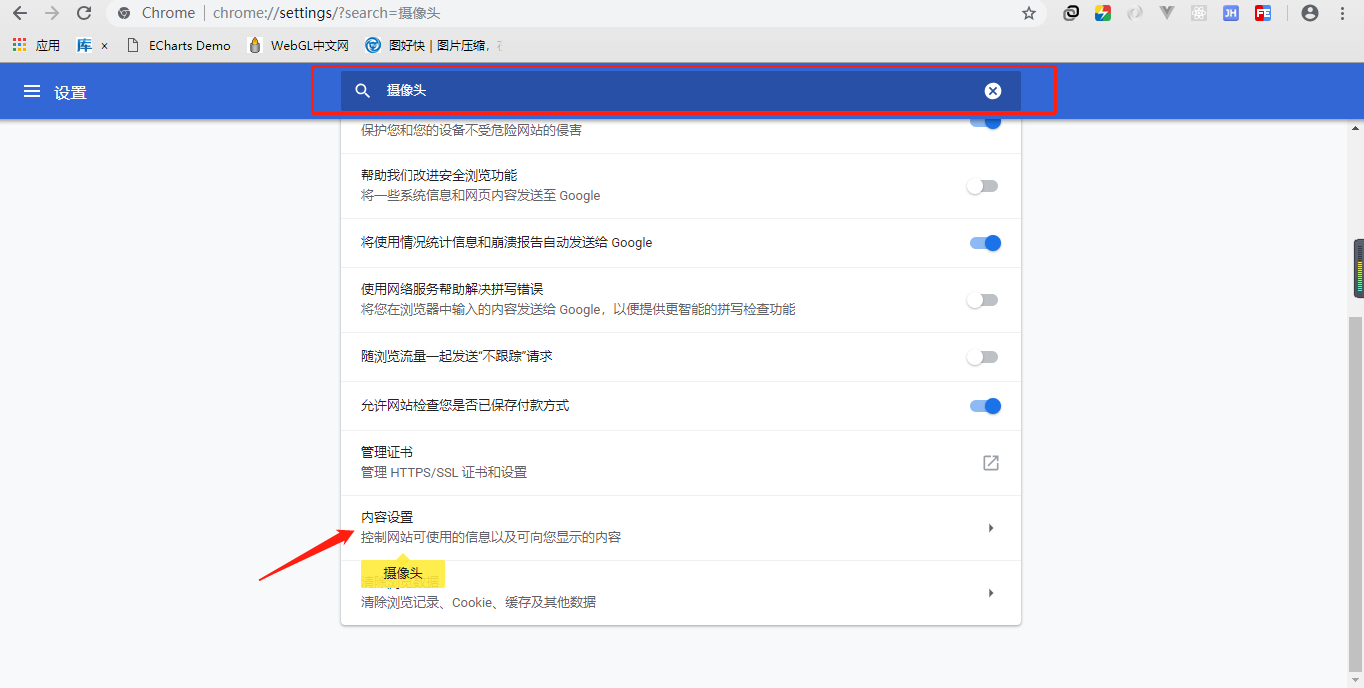 Chrome chrome://settings/?search=摄像头
JH FE
应用 库 × ECharts Demo WebGL中文网 图好快 | 图片压缩,
设置 摄像头
保护您和您的设备不受危险网站的侵害
帮助我们改进安全浏览功能
将一些系统信息和网页内容发送至 Google
将使用情况统计信息和崩溃报告自动发送给 Google
使用网络服务帮助解决拼写错误
将您在浏览器中输入的内容发送给 Google，以便提供更智能的拼写检查功能
随浏览流量一起发送“不跟踪”请求
允许网站检查您是否已保存付款方式
管理证书
管理 HTTPS/SSL 证书和设置
内容设置
控制网站可使用的信息以及可向您显示的内容
摄像头
清除浏览记录、Cookie、缓存及其他数据